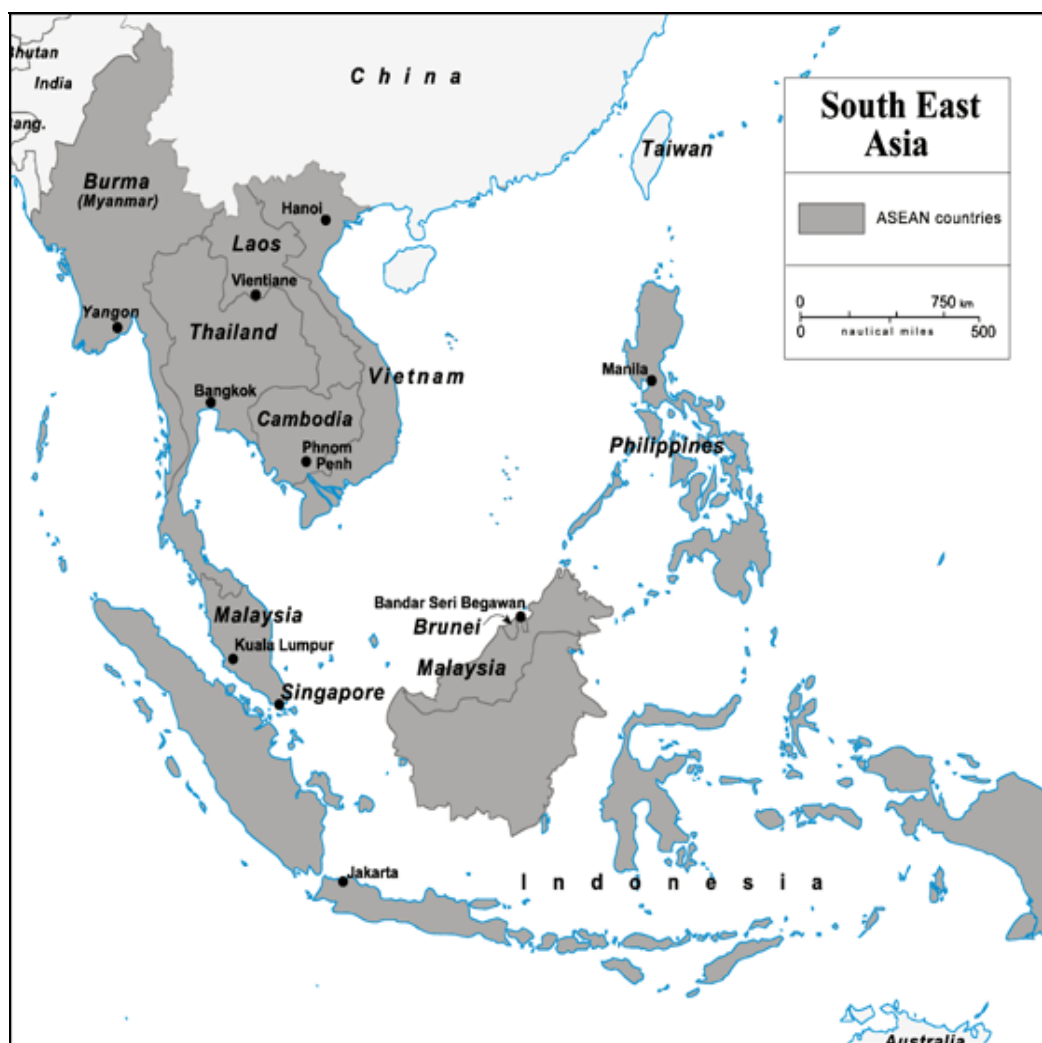 Bhutan
India
Bang.
C h i n a
South East
Asia
ASEAN countries
0 750 km
0 nautical miles 500
Taiwan
Burma
(Myanmar)
Hanoi
Laos
Vientiane
Yangon
Thailand
Vietnam
Bangkok
Cambodia
Phnom
Penh
Manila
Philippines
Bandar Seri Begawan
Brunei
Malaysia
Malaysia
Kuala Lumpur
Singapore
Jakarta
I n d o n e s i a
Australia